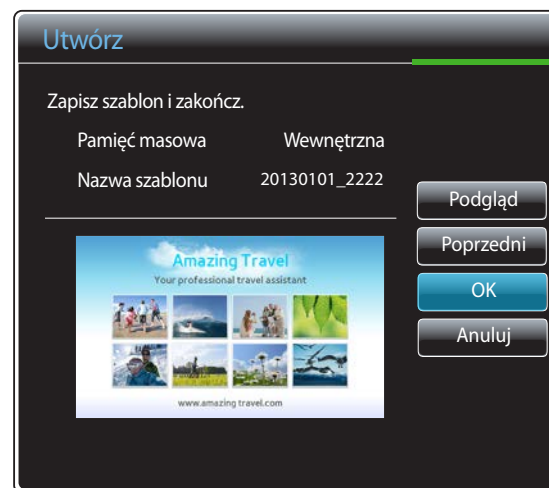 Utwórz
Zapisz szablon i zakończ.
Pamięć masowa Wewnętrzna
Nazwa szablonu 20130101_2222
Podgląd
Poprzedni
OK
Anuluj
Amazing Travel
Your professional travel assistant
www.amazing travel.com